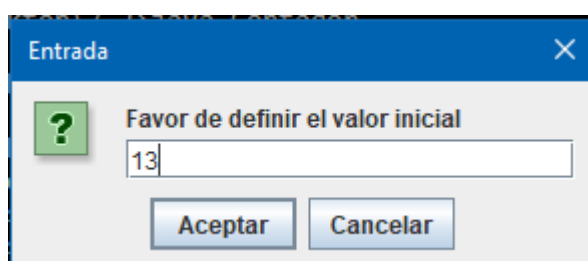 Entrada
?
Favor de definir el valor inicial
13
Aceptar Cancelar